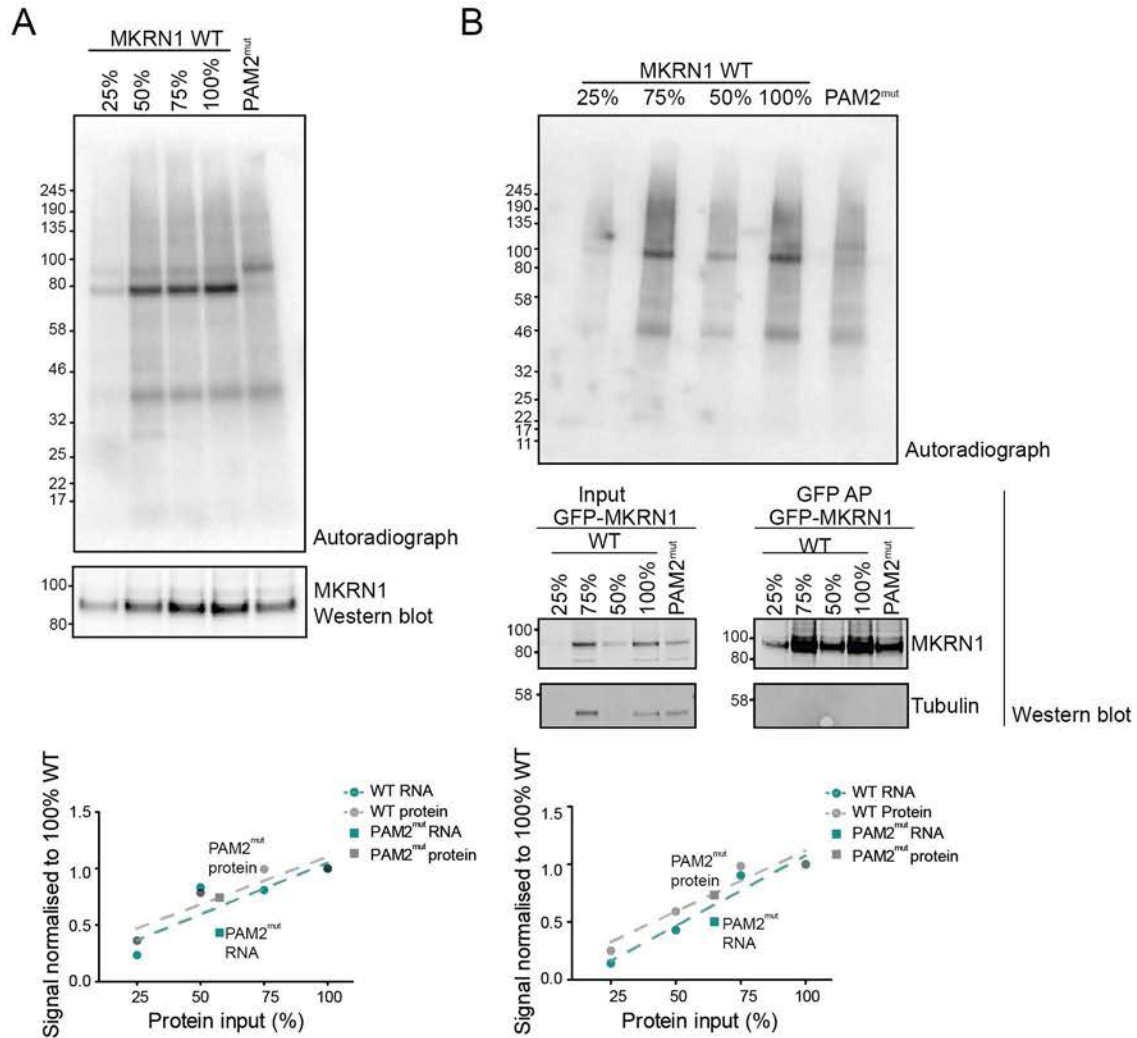 A
MKRN1 WT
25%
50%
75%
100%
PAM2mut
245
190
135
100
80
58
46
32
25
22
17
Autoradiograph
100
80
MKRN1
Western blot
Signal normalised to 100% WT
1.5
1.0
0.5
0.0
25 50 75 100
Protein input (%)
PAM2mut
protein
PAM2mut
RNA
WT RNA
WT protein
PAM2mut RNA
PAM2mut protein
B
MKRN1 WT
25% 75% 50% 100% PAM2mut
245
190
135
100
80
58
46
32
25
22
17
11
Autoradiograph
Input
GFP-MKRN1
WT
25%
75%
50%
100%
PAM2mut
100
80
58
GFP AP
GFP-MKRN1
WT
25%
75%
50%
100%
PAM2mut
100
80
MKRN1
58
Tubulin
Western blot
Signal normalised to 100% WT
1.5
1.0
0.5
0.0
25 50 75 100
Protein input (%)
PAM2mut
protein
PAM2mut
RNA
WT RNA
WT Protein
PAM2mut RNA
PAM2mut protein